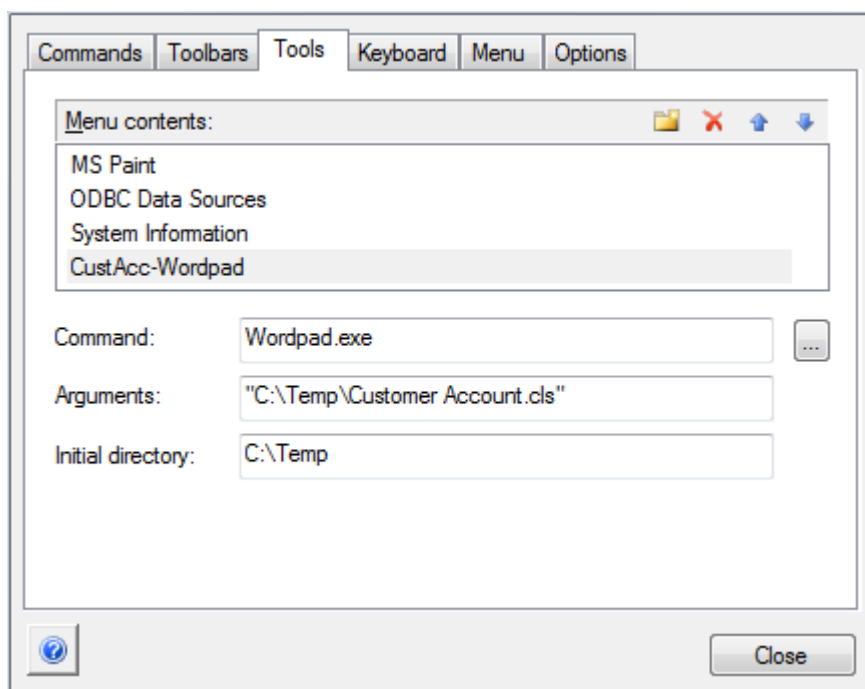 Commands Toolbars Tools Keyboard Menu Options
Menu contents:
MS Paint
ODBC Data Sources
System Information
CustAcc-Wordpad
Command: Wordpad.exe ...
Arguments: "C:\Temp\Customer Account.cls"
Initial directory: C:\Temp
? Close